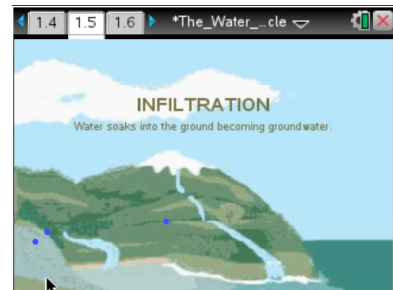 1.4 1.5 1.6 *The_Water_...cle
INFILTRATION
Water soaks into the ground becoming groundwater.